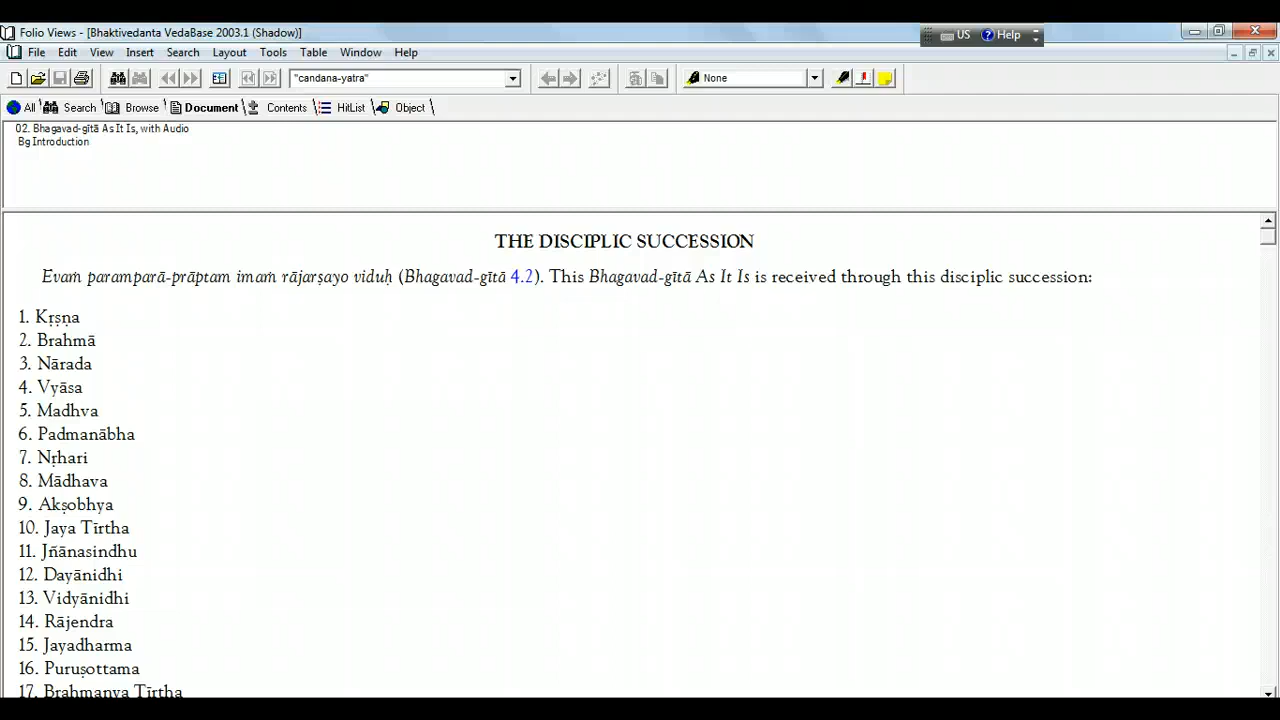 Folio Views - [Bhaktivedanta VedaBase 2003.1 (Shadow)]
US Help
File Edit View Insert Search Layout Tools Table Window Help
"candana-yatra" None
All Search Browse Document Contents HitList Object
02. Bhagavad-gītā As It Is, with Audio
Bg Introduction
THE DISCIPLIC SUCCESSION
Evaṁ paramparā-prāptam imaṁ rājarṣayo viduḥ (Bhagavad-gītā 4.2). This Bhagavad-gītā As It Is is received through this disciplic succession:
1. Kṛṣṇa
2. Brahmā
3. Nārada
4. Vyāsa
5. Madhva
6. Padmanābha
7. Nṛhari
8. Mādhava
9. Akṣobhya
10. Jaya Tīrtha
11. Jñānasindhu
12. Dayānidhi
13. Vidyānidhi
14. Rājendra
15. Jayadharma
16. Puruṣottama
17. Brahmanya Tīrtha